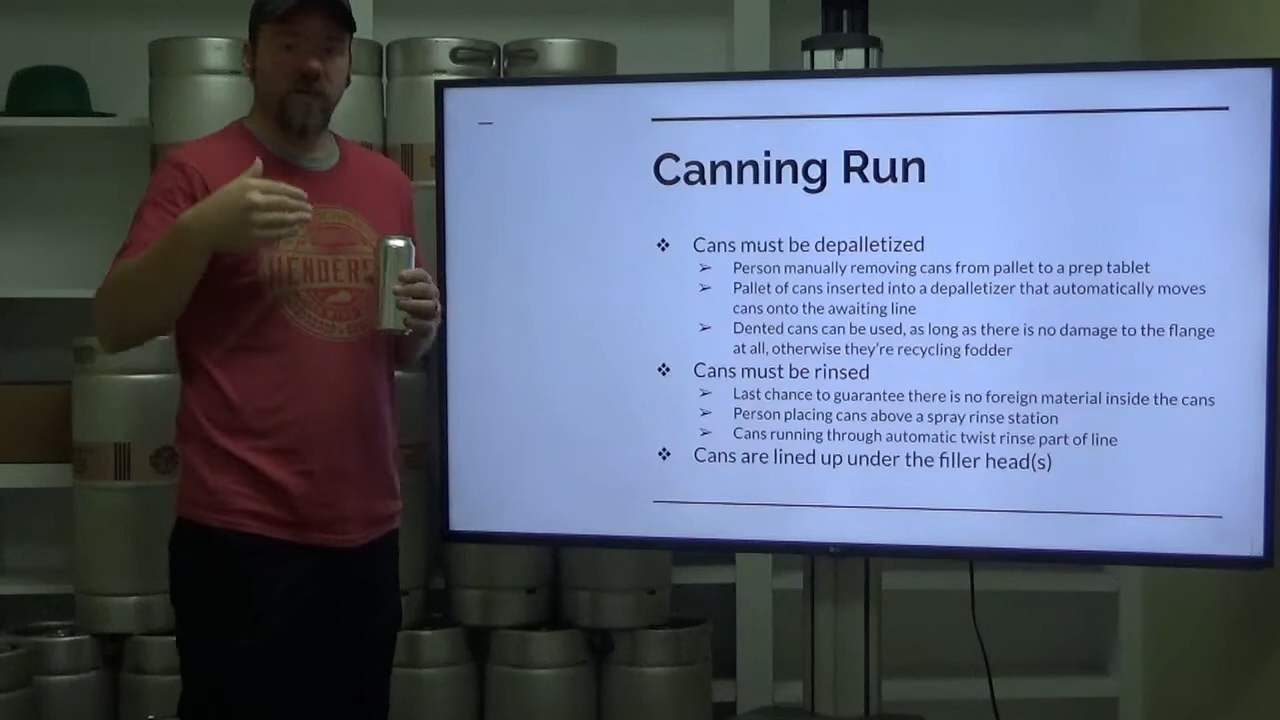 Canning Run
❖ Cans must be depalletized
➢ Person manually removing cans from pallet to a prep tablet
➢ Pallet of cans inserted into a depalletizer that automatically moves
cans onto the awaiting line
➢ Dented cans can be used, as long as there is no damage to the flange
at all, otherwise they're recycling fodder
❖ Cans must be rinsed
➢ Last chance to guarantee there is no foreign material inside the cans
➢ Person placing cans above a spray rinse station
➢ Cans running through automatic twist rinse part of line
❖ Cans are lined up under the filler head(s)
HENDERS